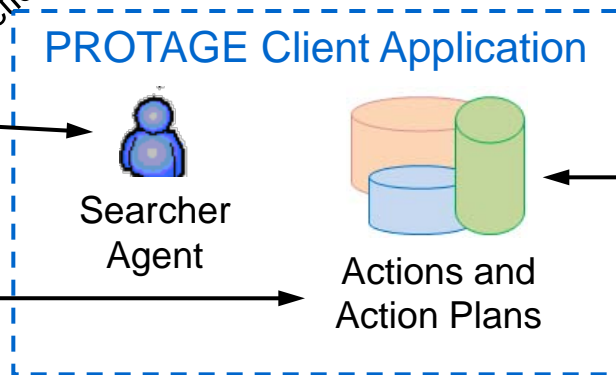 PROTAGE Client Application
Searcher
Agent
Actions and
Action Plans